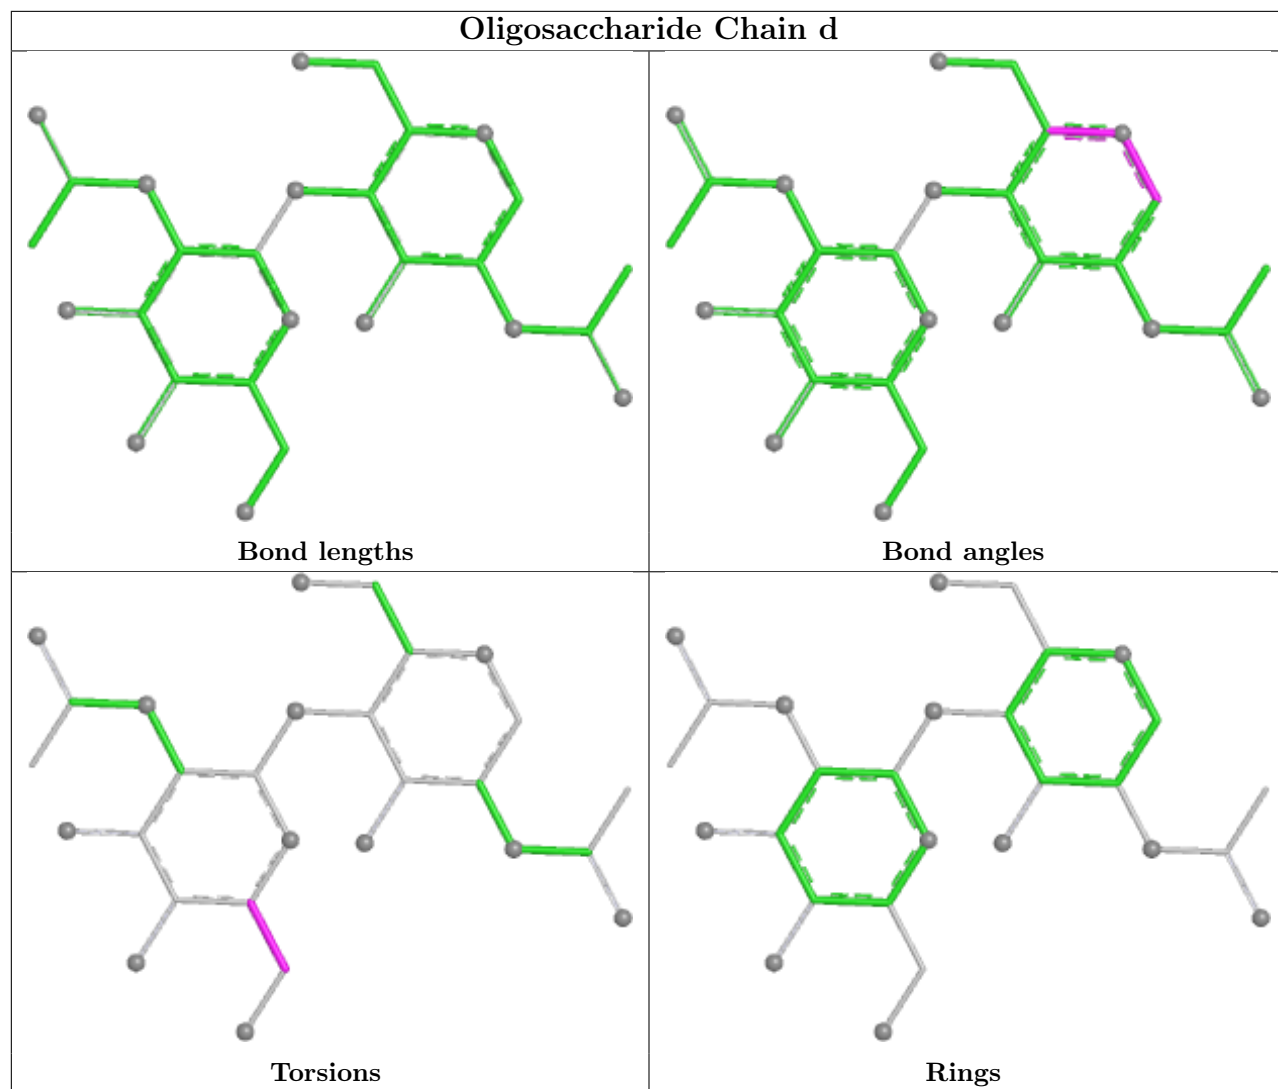 Oligosaccharide Chain d
Bond lengths
Bond angles
Torsions
Rings